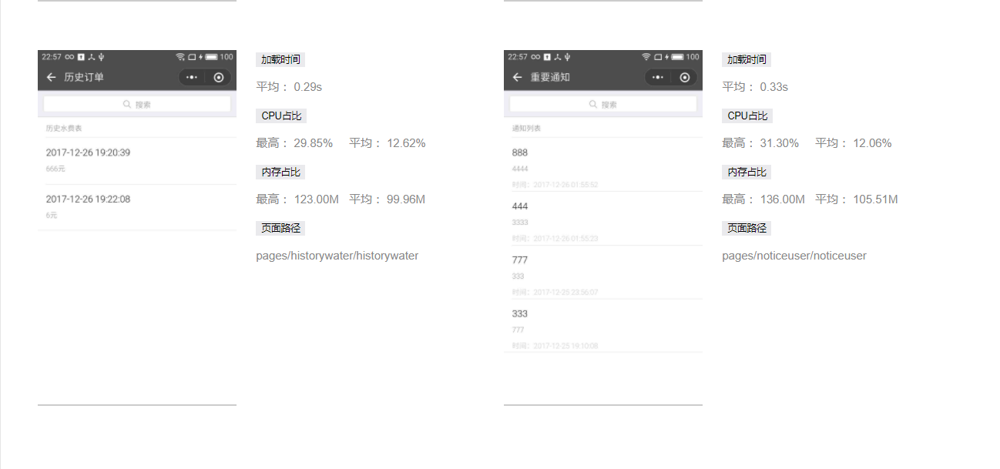 22:57
100
历史订单
搜索
历史水费表
2017-12-26 19:20:39
666元
2017-12-26 19:22:08
6元
加载时间
平均： 0.29s
CPU占比
最高： 29.85% 平均： 12.62%
内存占比
最高： 123.00M 平均： 99.96M
页面路径
pages/historywater/historywater
22:57
100
重要通知
搜索
通知列表
888
4444
时间：2017-12-26 01:55:52
444
3333
时间：2017-12-26 01:55:23
777
333
时间：2017-12-25 23:56:07
333
777
时间：2017-12-25 19:10:08
加载时间
平均： 0.33s
CPU占比
最高： 31.30% 平均： 12.06%
内存占比
最高： 136.00M 平均： 105.51M
页面路径
pages/noticeuser/noticeuser